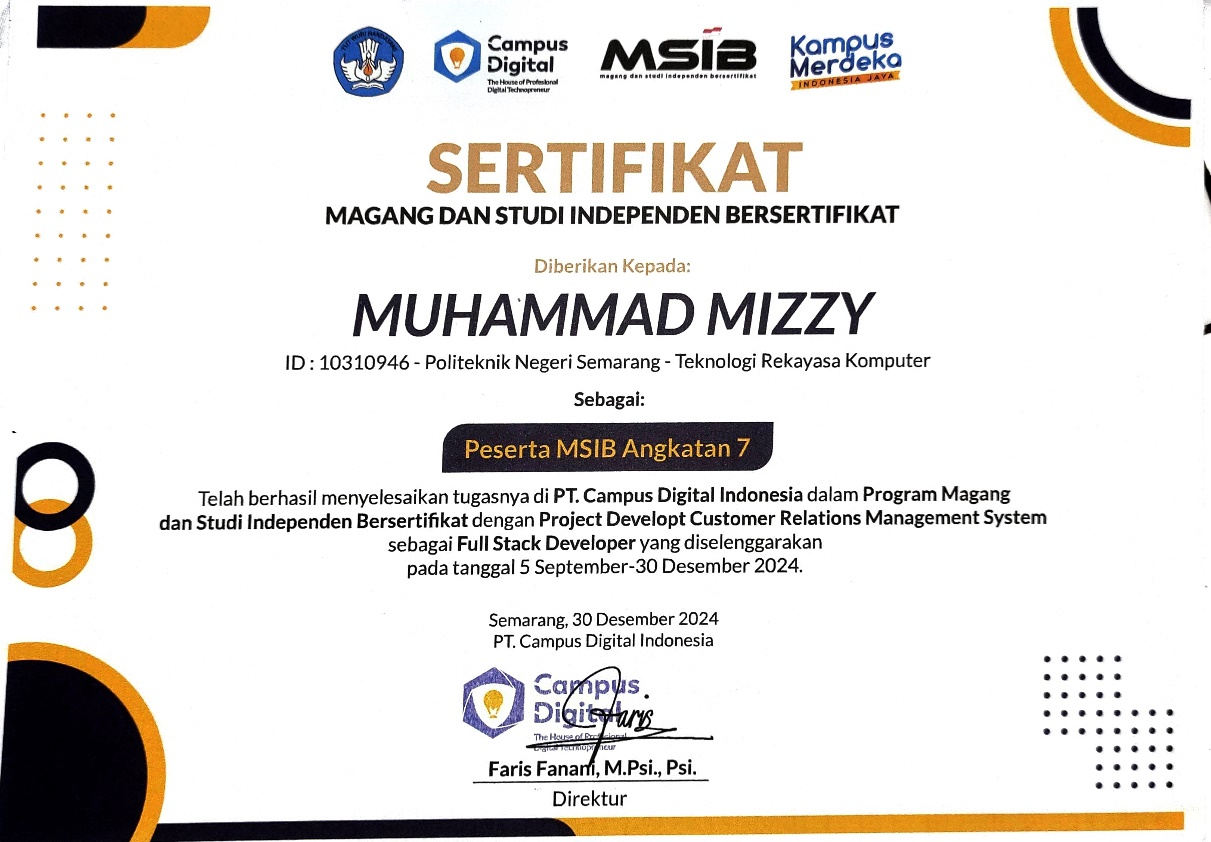 TUT WURI HANDAYANI
Campus
Digital
The House of Profesional
Digital Technopreneur
MSIB
magang dan studi independen bersertifikat
Kampus
Merdeka
INDONESIA JAYA
SERTIFIKAT
MAGANG DAN STUDI INDEPENDEN BERSERTIFIKAT
Diberikan Kepada:
MUHAMMAD MIZZY
ID : 10310946 - Politeknik Negeri Semarang - Teknologi Rekayasa Komputer
Sebagai:
Peserta MSIB Angkatan 7
Telah berhasil menyelesaikan tugasnya di PT. Campus Digital Indonesia dalam Program Magang
dan Studi Independen Bersertifikat dengan Project Developt Customer Relations Management System
sebagai Full Stack Developer yang diselenggarakan
pada tanggal 5 September-30 Desember 2024.
Semarang, 30 Desember 2024
PT. Campus Digital Indonesia
Campus
Digital
The House of Profesional
Digital Technopreneur
Faris
Faris Fanani, M.Psi., Psi.
Direktur